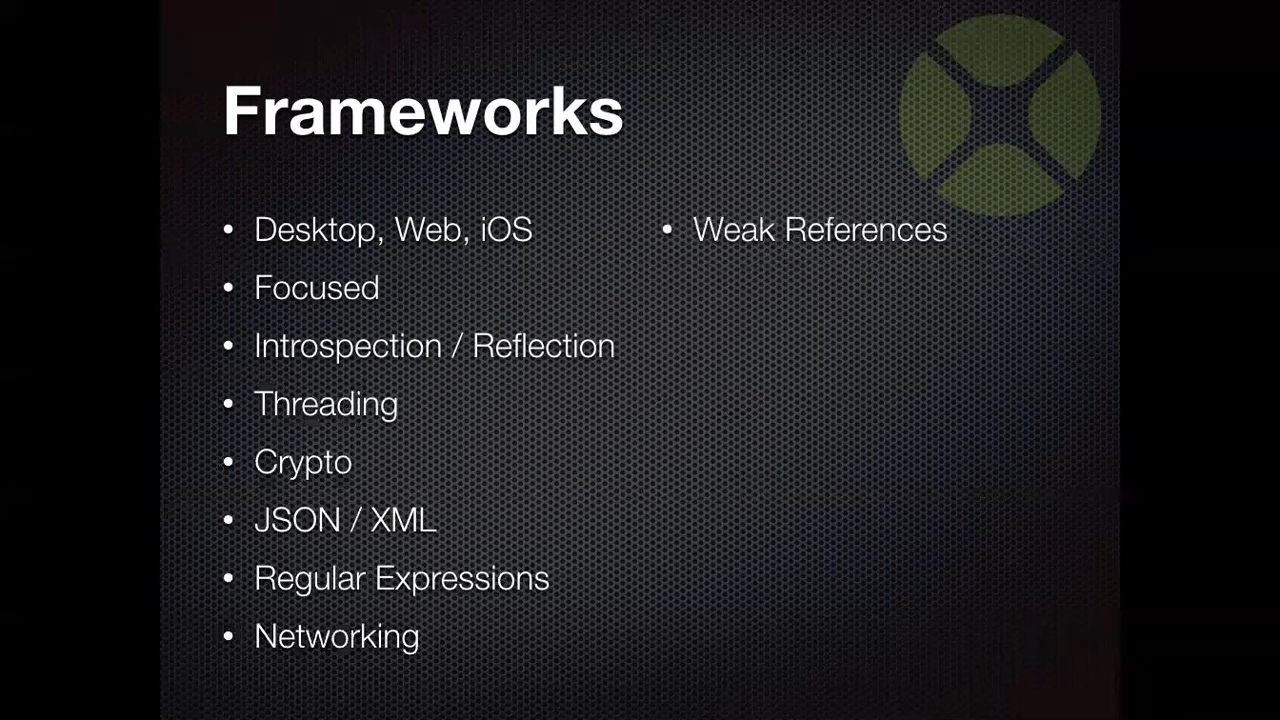 Frameworks
• Desktop, Web, iOS
• Focused
• Introspection / Reflection
• Threading
• Crypto
• JSON / XML
• Regular Expressions
• Networking
• Weak References